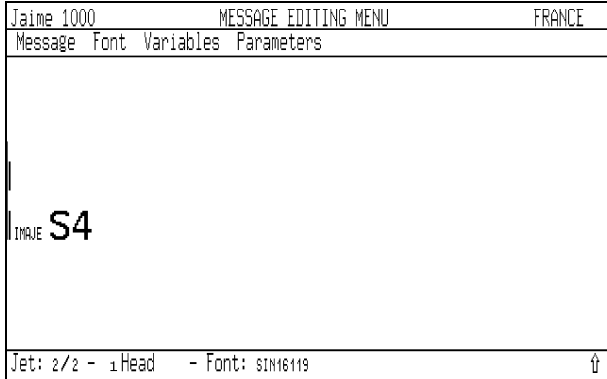 Jaime 1000 MESSAGE EDITING MENU FRANCE
Message Font Variables Parameters
IMAJE S4
Jet: 2/2 - 1 Head - Font: SIN16119 ⇧